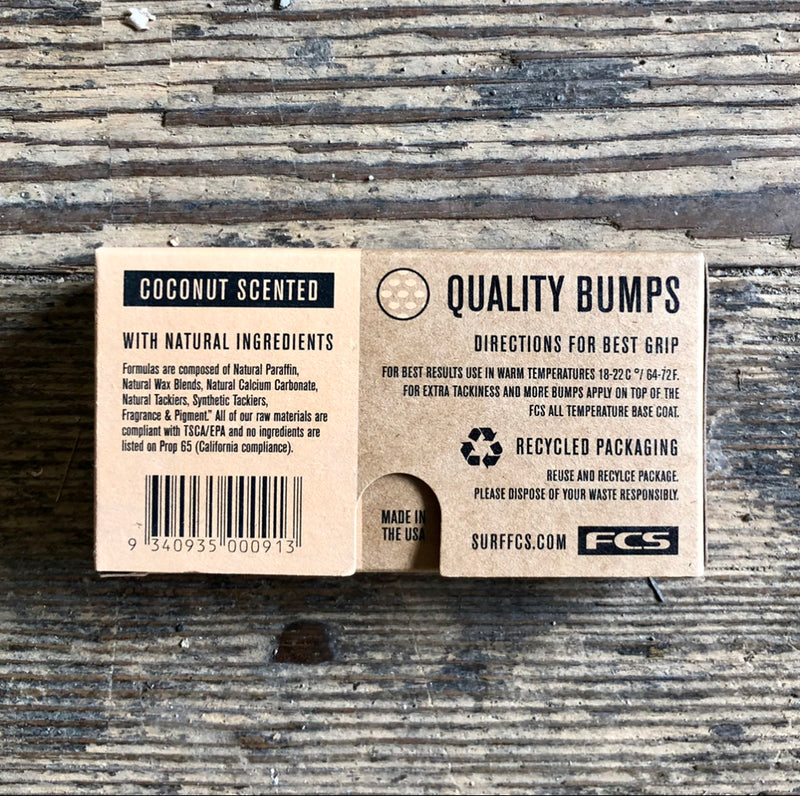 COCONUT SCENTED
WITH NATURAL INGREDIENTS
Formulas are composed of Natural Paraffin,
Natural Wax Blends, Natural Calcium Carbonate,
Natural Tackiers, Synthetic Tackiers,
Fragrance & Pigment." All of our raw materials are
compliant with TSCA/EPA and no ingredients are
listed on Prop 65 (California compliance).
9 340935 000913
QUALITY BUMPS
DIRECTIONS FOR BEST GRIP
FOR BEST RESULTS USE IN WARM TEMPERATURES 18-22 C °/ 64-72 F.
FOR EXTRA TACKINESS AND MORE BUMPS APPLY ON TOP OF THE
FCS ALL TEMPERATURE BASE COAT.
RECYCLED PACKAGING
REUSE AND RECYLCE PACKAGE.
PLEASE DISPOSE OF YOUR WASTE RESPONSIBLY.
MADE IN
THE USA
SURFFCS.COM FCS